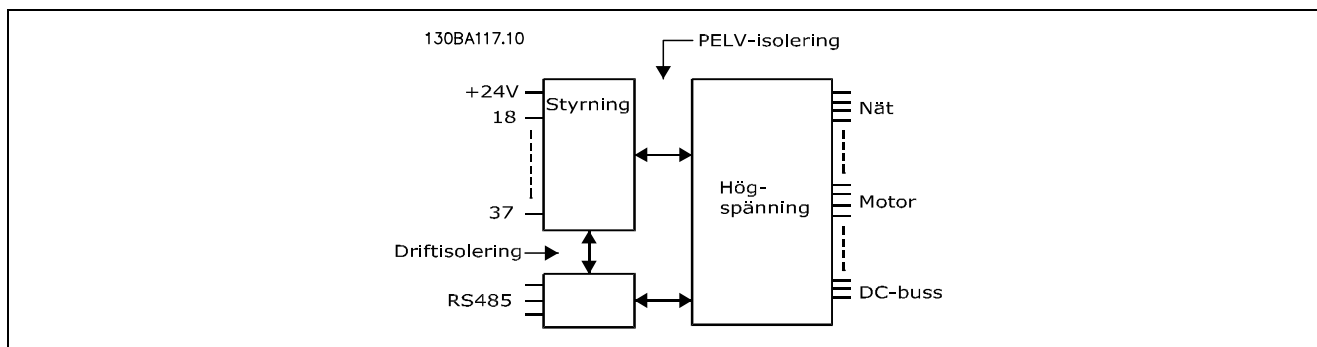 130BA117.10
PELV-isolering
+24V
Styrning
18
Nät
Hög-
spänning
Motor
37
Driftisolering
RS485
DC-buss